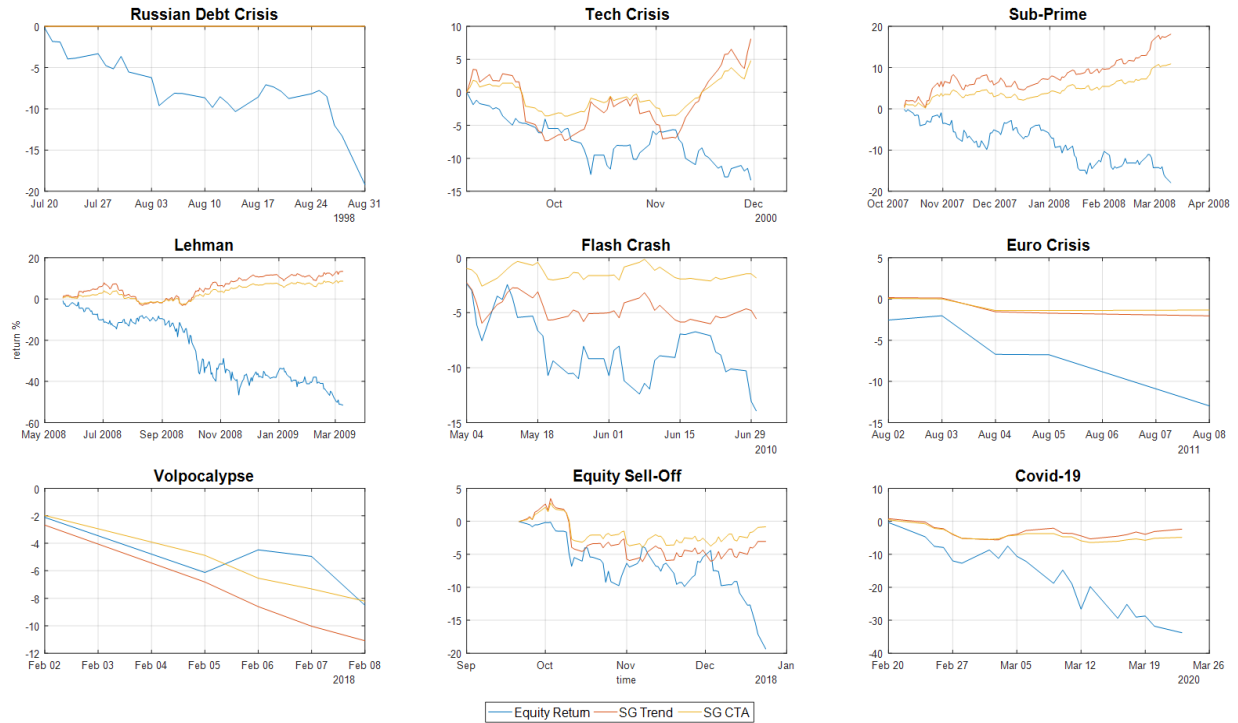 Russian Debt Crisis
0
-5
-10
-15
-20
Jul 20 Jul 27 Aug 03 Aug 10 Aug 17 Aug 24 Aug 31
1998
Tech Crisis
10
5
0
-5
-10
-15
Oct Nov Dec
2000
Sub-Prime
20
10
0
-10
20
Oct 2007 Nov 2007 Dec 2007 Jan 2008 Feb 2008 Mar 2008 Apr 2008
Lehman
return %
20
0
-20
-40
-60
May 2008 Jul 2008 Sep 2008 Nov 2008 Jan 2009 Mar 2009
Flash Crash
0
-5
-10
-15
May 04 May 18 Jun 01 Jun 15 Jun 29
2010
Euro Crisis
5
0
-5
-10
-15
Aug 02 Aug 03 Aug 04 Aug 05 Aug 06 Aug 07 Aug 08
2011
Volpocalypse
0
-2
-4
-6
-8
-10
-12
Feb 02 Feb 03 Feb 04 Feb 05 Feb 06 Feb 07 Feb 08
2018
Equity Sell-Off
5
0
-5
-10
-15
-20
Sep Oct Nov Dec Jan
time 2018
Covid-19
10
0
-10
-20
-30
-40
Feb 20 Feb 27 Mar 05 Mar 12 Mar 19 Mar 26
2020
Equity Return SG Trend SG CTA